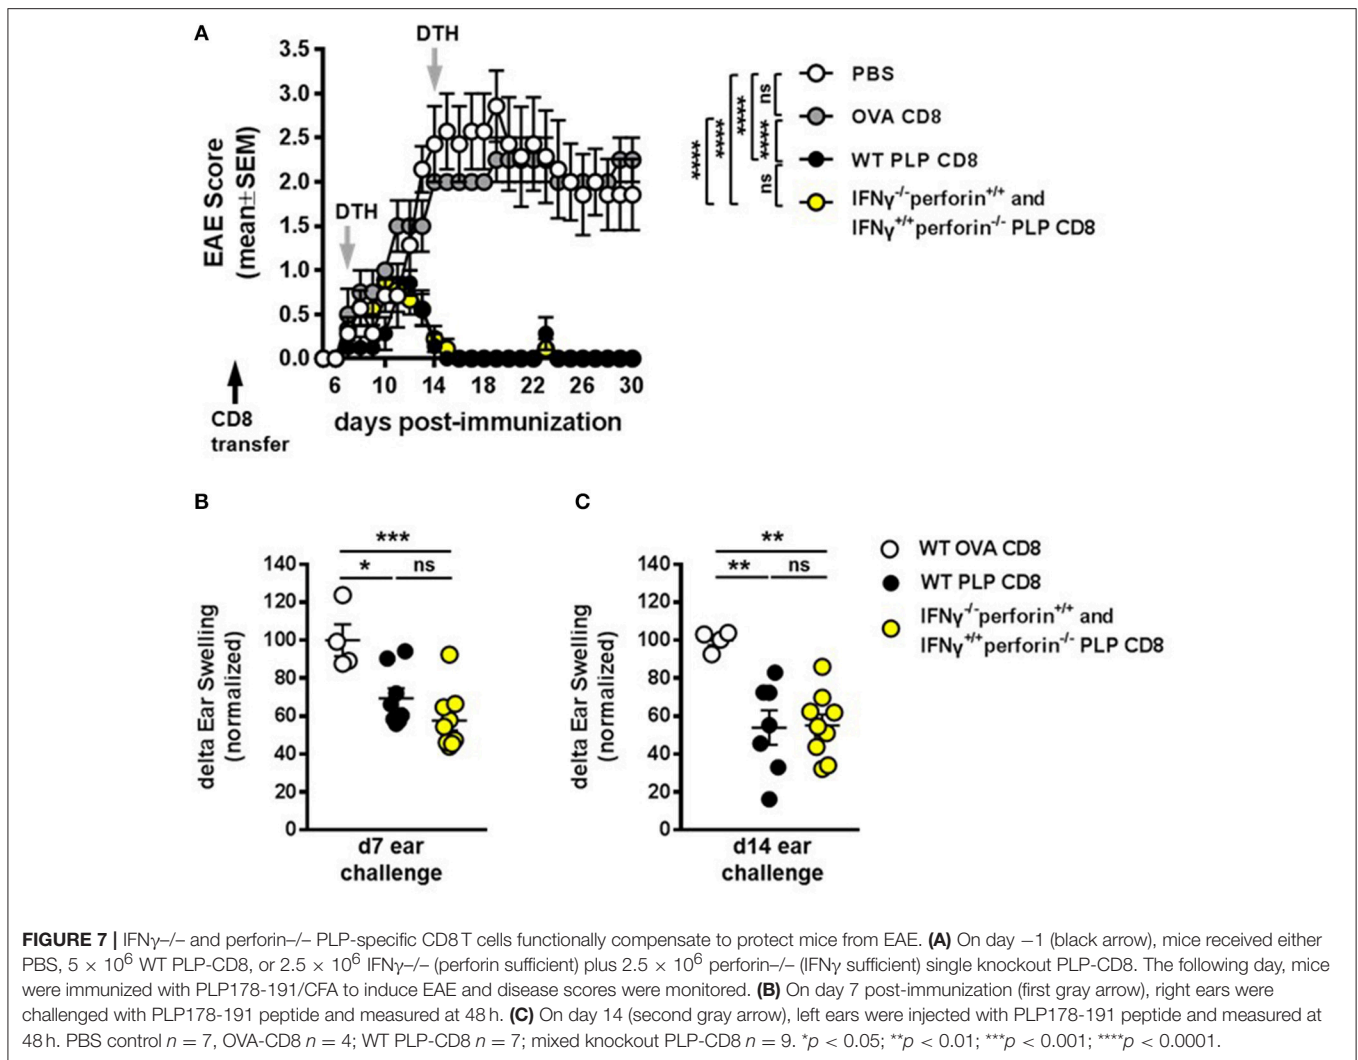 A
DTH
DTH
EAE Score
(mean±SEM)
3.5
3.0
2.5
2.0
1.5
1.0
0.5
0.0
6 10 14 18 22 26 30
days post-immunization
CD8
transfer
**** **** **** ns **** ns
PBS
OVA CD8
WT PLP CD8
IFNγ-/-perforin+/+ and
IFNγ+/+perforin-/- PLP CD8
B
delta Ear Swelling
(normalized)
140
120
100
80
60
40
20
0
***
* ns
d7 ear
challenge
C
delta Ear Swelling
(normalized)
140
120
100
80
60
40
20
0
**
** ns
d14 ear
challenge
WT OVA CD8
WT PLP CD8
IFNγ-/-perforin+/+ and
IFNγ+/+perforin-/- PLP CD8
FIGURE 7 | IFNγ–/– and perforin–/– PLP-specific CD8 T cells functionally compensate to protect mice from EAE. (A) On day −1 (black arrow), mice received either
PBS, 5 × 10⁶ WT PLP-CD8, or 2.5 × 10⁶ IFNγ–/– (perforin sufficient) plus 2.5 × 10⁶ perforin–/– (IFNγ sufficient) single knockout PLP-CD8. The following day, mice
were immunized with PLP178-191/CFA to induce EAE and disease scores were monitored. (B) On day 7 post-immunization (first gray arrow), right ears were
challenged with PLP178-191 peptide and measured at 48 h. (C) On day 14 (second gray arrow), left ears were injected with PLP178-191 peptide and measured at
48 h. PBS control n = 7, OVA-CD8 n = 4; WT PLP-CD8 n = 7; mixed knockout PLP-CD8 n = 9. *p < 0.05; **p < 0.01; ***p < 0.001; ****p < 0.0001.